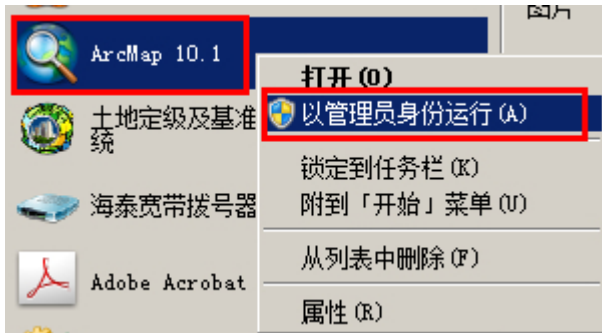 图片
ArcMap 10.1
打开(O)
以管理员身份运行(A)
土地定级及基准
统
锁定到任务栏(K)
海泰宽带拨号器
附到「开始」菜单(U)
从列表中删除(F)
Adobe Acrobat
属性(R)